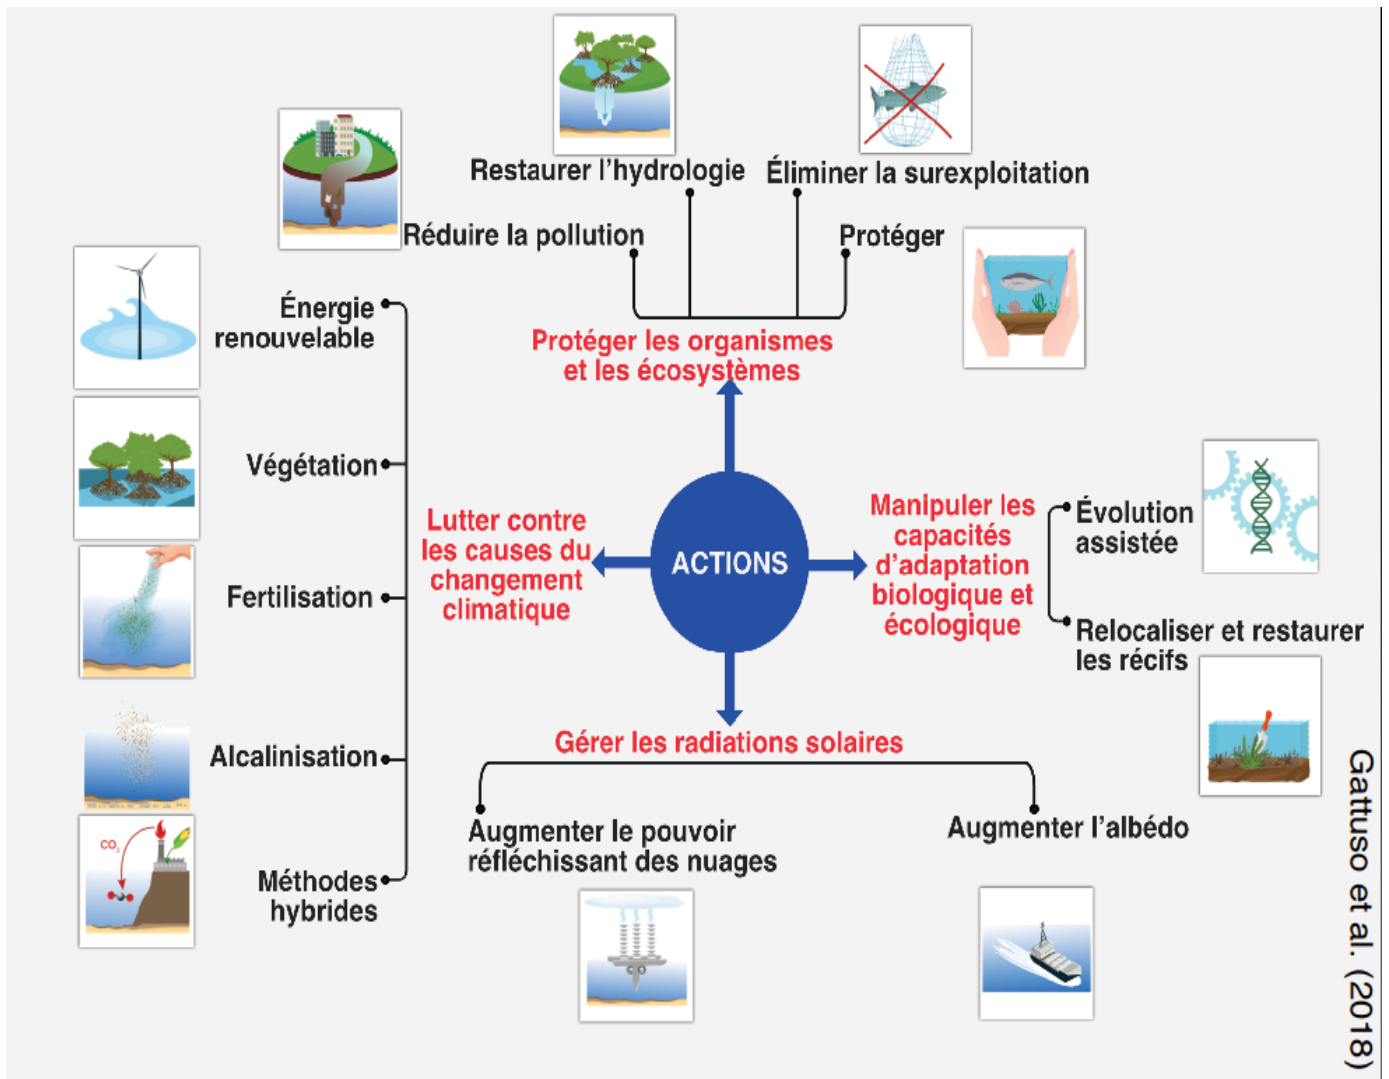 Restaurer l'hydrologie
Éliminer la surexploitation
Réduire la pollution
Protéger
Protéger les organismes
et les écosystèmes
Énergie
renouvelable
Végétation
Fertilisation
Alcalinisation
CO₂
Méthodes
hybrides
Lutter contre
les causes du
changement
climatique
ACTIONS
Manipuler les
capacités
d'adaptation
biologique et
écologique
Évolution
assistée
Relocaliser et restaurer
les récifs
Gérer les radiations solaires
Augmenter le pouvoir
réfléchissant des nuages
Augmenter l'albédo
Gattuso et al. (2018)